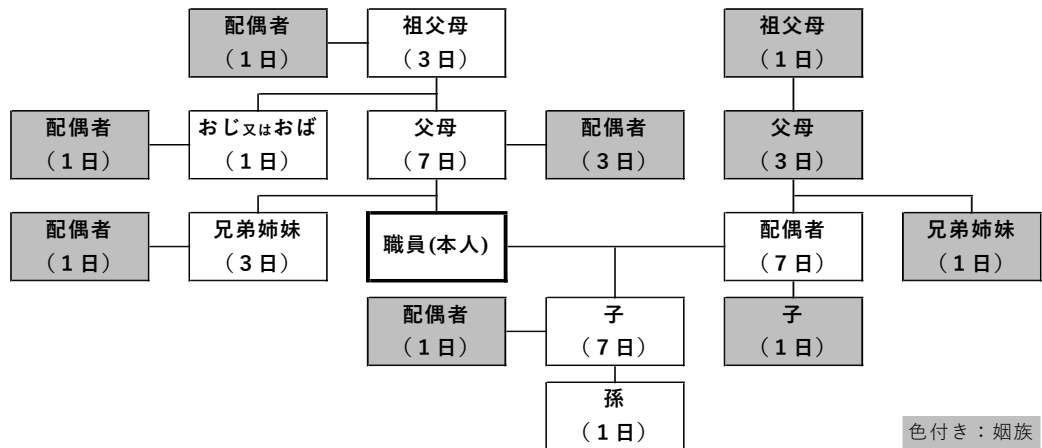 配偶者
（１日）
祖父母
（３日）
祖父母
（１日）
配偶者
（１日）
おじ又はおば
（１日）
父母
（７日）
配偶者
（３日）
父母
（３日）
配偶者
（１日）
兄弟姉妹
（３日）
職員(本人)
配偶者
（７日）
兄弟姉妹
（１日）
配偶者
（１日）
子
（７日）
子
（１日）
孫
（１日）
色付き：姻族